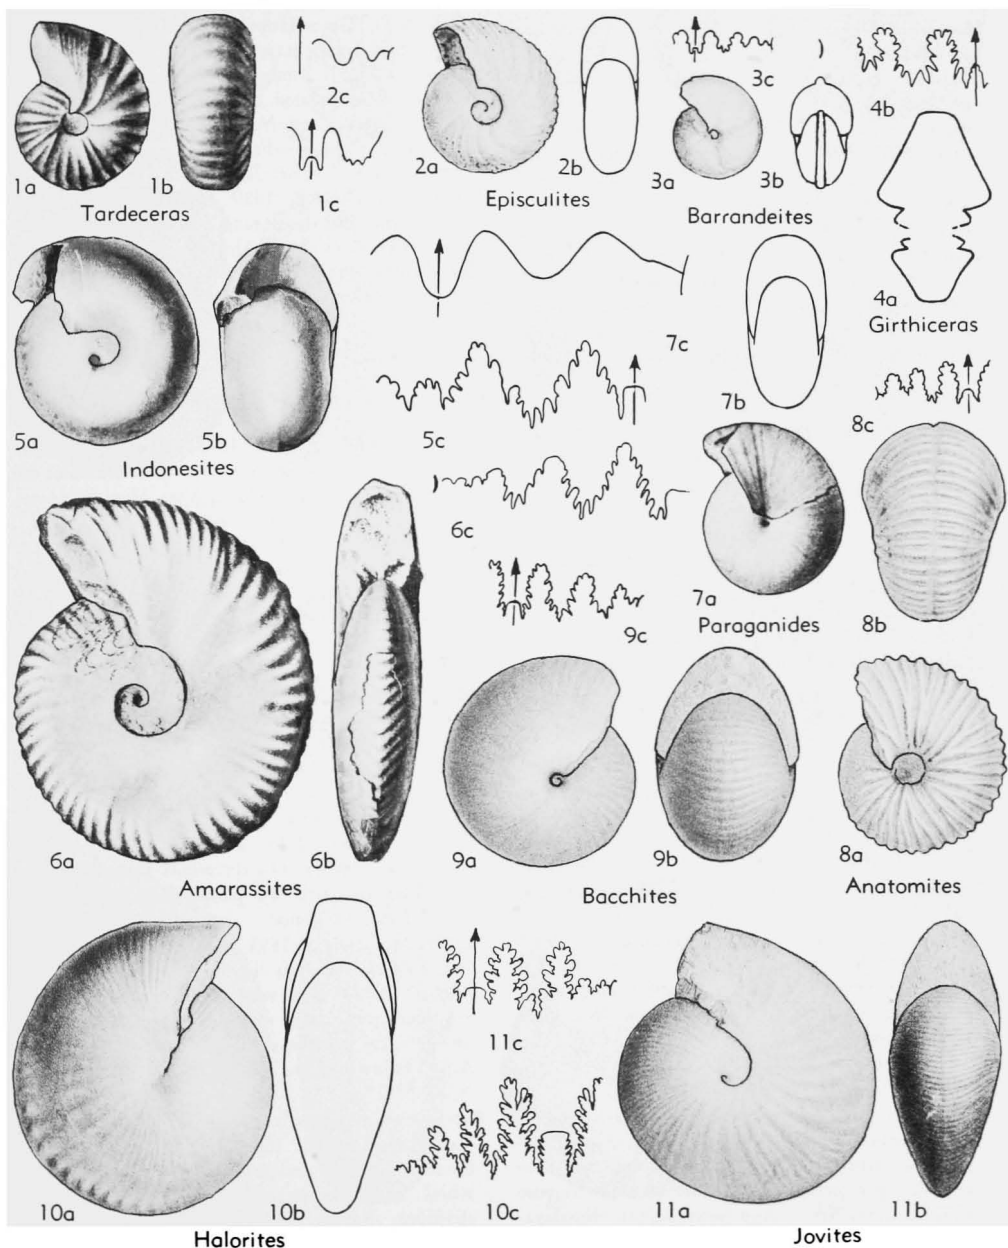 1a
1b
Tardeceras
2c
1c
2a
2b
Episculites
3c
3a
3b
Barrandeites
4b
4a
Girthiceras
5a
5b
Indonesites
7c
5c
6c
7b
8c
7a
Paraganides
8b
9c
6a
6b
Amarassites
9a
9b
Bacchites
8a
Anatomites
10a
10b
Halorites
11c
10c
11a
11b
Jovites